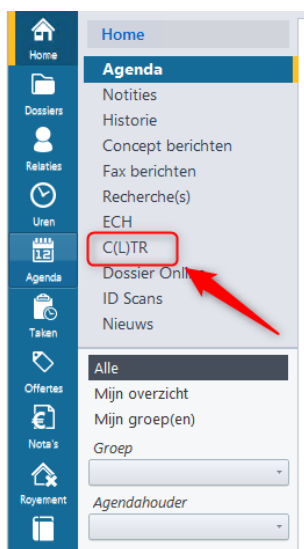 Home
Dossiers
Relaties
Uren
12
Agenda
Taken
Offertes
Nota's
Royement
Home
Agenda
Notities
Historie
Concept berichten
Fax berichten
Recherche(s)
ECH
C(L)TR
Dossier Online
ID Scans
Nieuws
Alle
Mijn overzicht
Mijn groep(en)
Groep
Agendahouder